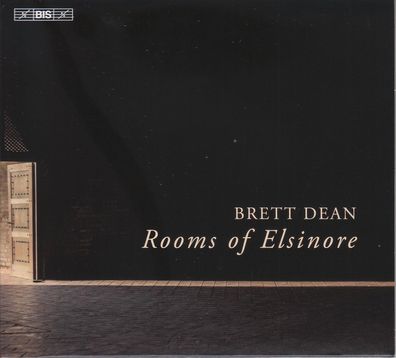 BIS
BRETT DEAN
Rooms of Elsinore